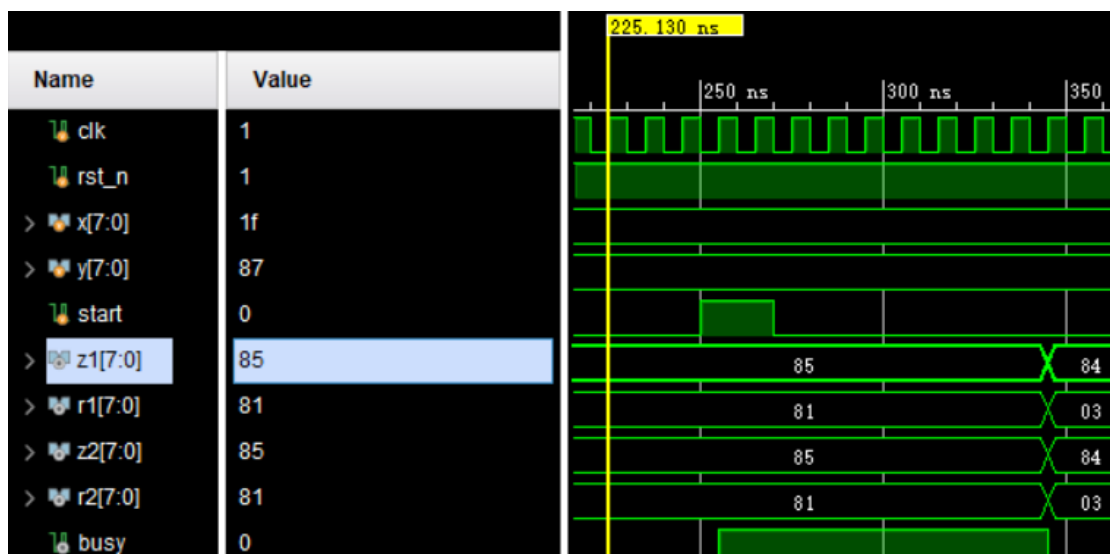 225.130 ns
Name Value
250 ns 300 ns 350
clk 1
rst_n 1
x[7:0] 1f
y[7:0] 87
start 0
z1[7:0] 85 85 84
r1[7:0] 81 81 03
z2[7:0] 85 85 84
r2[7:0] 81 81 03
busy 0